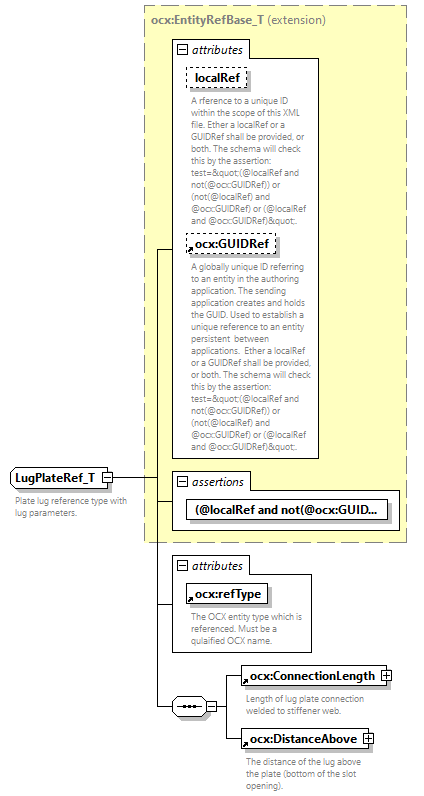 ocx:EntityRefBase_T (extension)
attributes
localRef
A rference to a unique ID
within the scope of this XML
file. Ether a localRef or a
GUIDRef shall be provided, or
both. The schema will check
this by the assertion:
test=&quot;(@localRef and
not(@ocx:GUIDRef)) or
(not(@localRef) and
@ocx:GUIDRef) or (@localRef
and @ocx:GUIDRef)&quot;.
ocx:GUIDRef
A globally unique ID referring
to an entity in the authoring
application. The sending
application creates and holds
the GUID. Used to establish a
unique reference to an entity
persistent between
applications. Ether a localRef
or a GUIDRef shall be provided,
or both. The schema will check
this by the assertion:
test=&quot;(@localRef and
not(@ocx:GUIDRef)) or
(not(@localRef) and
@ocx:GUIDRef) or (@localRef
and @ocx:GUIDRef)&quot;.
LugPlateRef_T
Plate lug reference type with
lug parameters.
assertions
(@localRef and not(@ocx:GUID...
attributes
ocx:refType
The OCX entity type which is
referenced. Must be a
qulaified OCX name.
ocx:ConnectionLength
Length of lug plate connection
welded to stiffener web.
ocx:DistanceAbove
The distance of the lug above
the plate (bottom of the slot
opening).